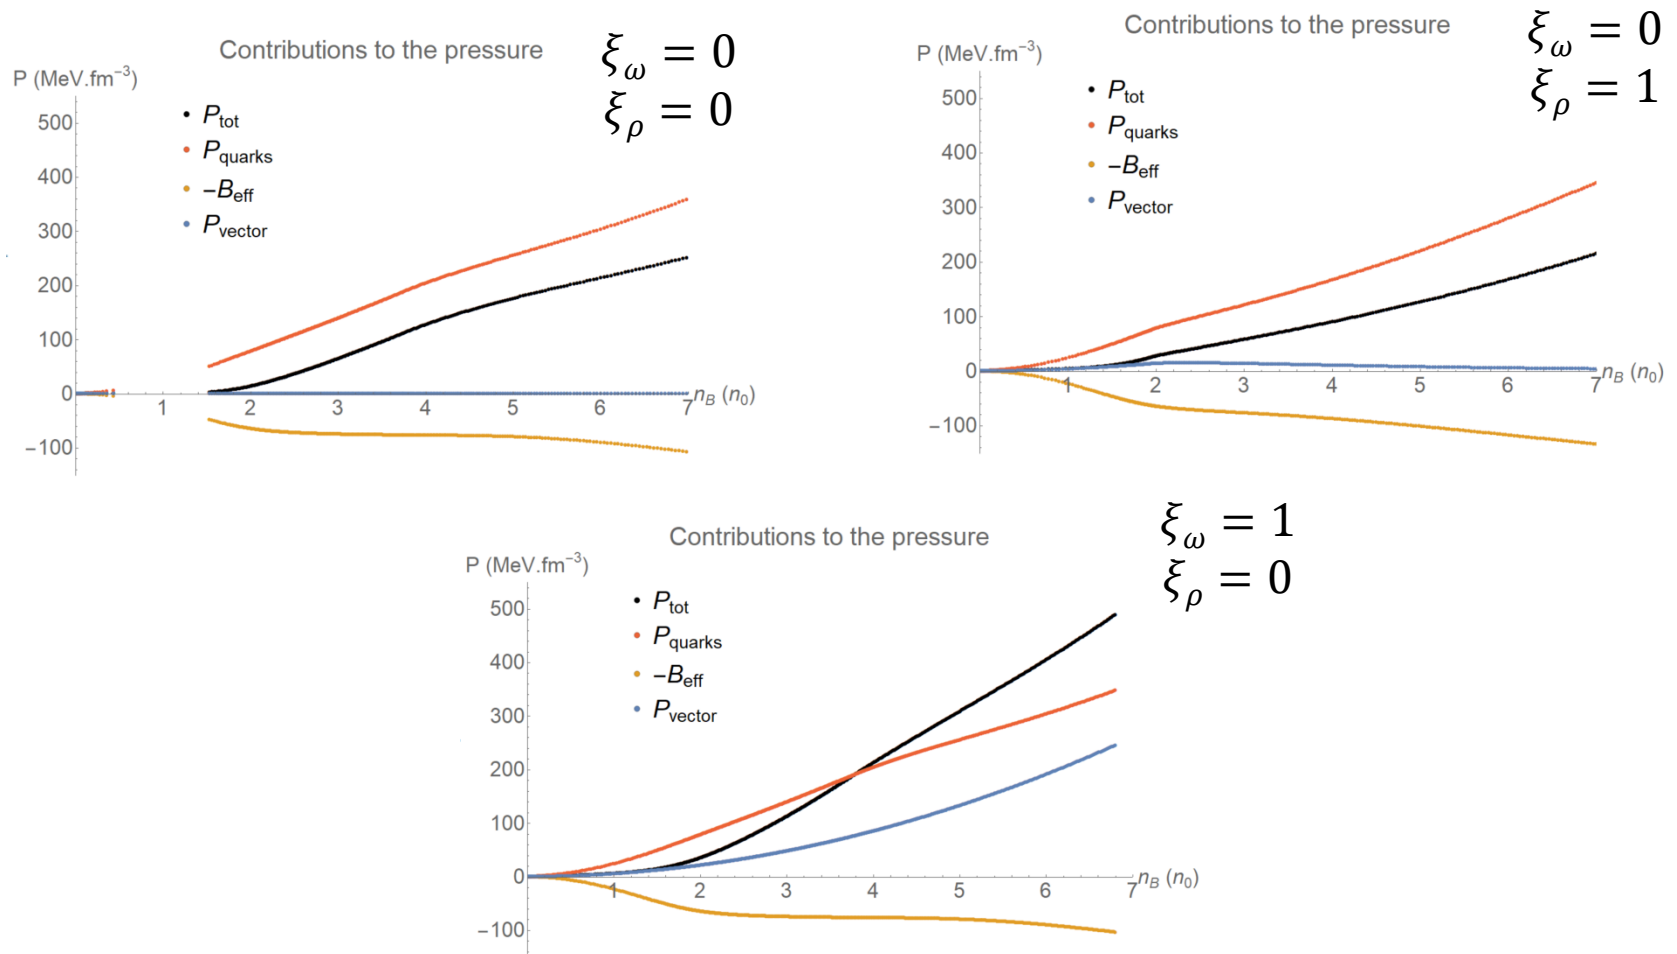 Contributions to the pressure
ξ_ω = 0
ξ_ρ = 0
P (MeV.fm⁻³)
P_tot
P_quarks
−B_eff
P_vector
500
400
300
200
100
0
−100
1 2 3 4 5 6 7
n_B (n_0)
Contributions to the pressure
ξ_ω = 0
ξ_ρ = 1
P (MeV.fm⁻³)
P_tot
P_quarks
−B_eff
P_vector
500
400
300
200
100
0
−100
1 2 3 4 5 6 7
n_B (n_0)
Contributions to the pressure
ξ_ω = 1
ξ_ρ = 0
P (MeV.fm⁻³)
P_tot
P_quarks
−B_eff
P_vector
500
400
300
200
100
0
−100
1 2 3 4 5 6 7
n_B (n_0)